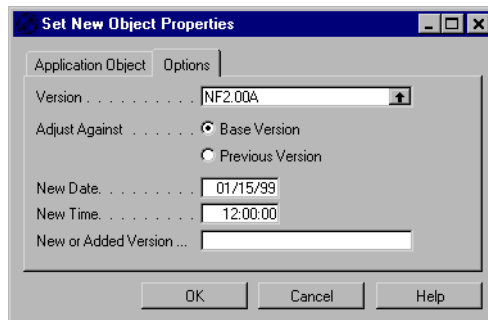 Set New Object Properties
Application Object Options
Version . . . . . . . . . . NF2.00A
Adjust Against . . . . . . Base Version
Previous Version
New Date. . . . . . . . . 01/15/99
New Time. . . . . . . . . 12:00:00
New or Added Version ...
OK Cancel Help